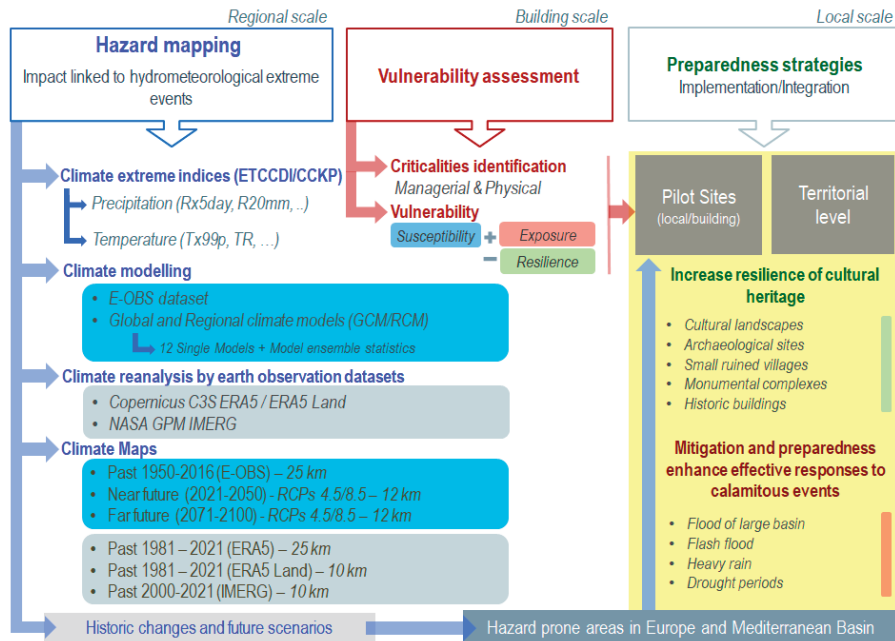 Regional scale
Hazard mapping
Impact linked to hydrometeorological extreme
events
Climate extreme indices (ETCCDI/CCKP)
Precipitation (Rx5day, R20mm, ..)
Temperature (Tx99p, TR, …)
Climate modelling
• E-OBS dataset
• Global and Regional climate models (GCM/RCM)
12 Single Models + Model ensemble statistics
Climate reanalysis by earth observation datasets
• Copernicus C3S ERA5 / ERA5 Land
• NASA GPM IMERG
Climate Maps
• Past 1950-2016 (E-OBS) – 25 km
• Near future (2021-2050) - RCPs 4.5/8.5 – 12 km
• Far future (2071-2100) - RCPs 4.5/8.5 – 12 km
• Past 1981 – 2021 (ERA5) – 25 km
• Past 1981 – 2021 (ERA5 Land) – 10 km
• Past 2000-2021 (IMERG) – 10 km
Historic changes and future scenarios
Building scale
Vulnerability assessment
Criticalities identification
Managerial & Physical
Vulnerability
Susceptibility + Exposure
– Resilience
Local scale
Preparedness strategies
Implementation/Integration
Pilot Sites
(local/building)
Territorial
level
Increase resilience of cultural
heritage
• Cultural landscapes
• Archaeological sites
• Small ruined villages
• Monumental complexes
• Historic buildings
Mitigation and preparedness
enhance effective responses to
calamitous events
• Flood of large basin
• Flash flood
• Heavy rain
• Drought periods
Hazard prone areas in Europe and Mediterranean Basin